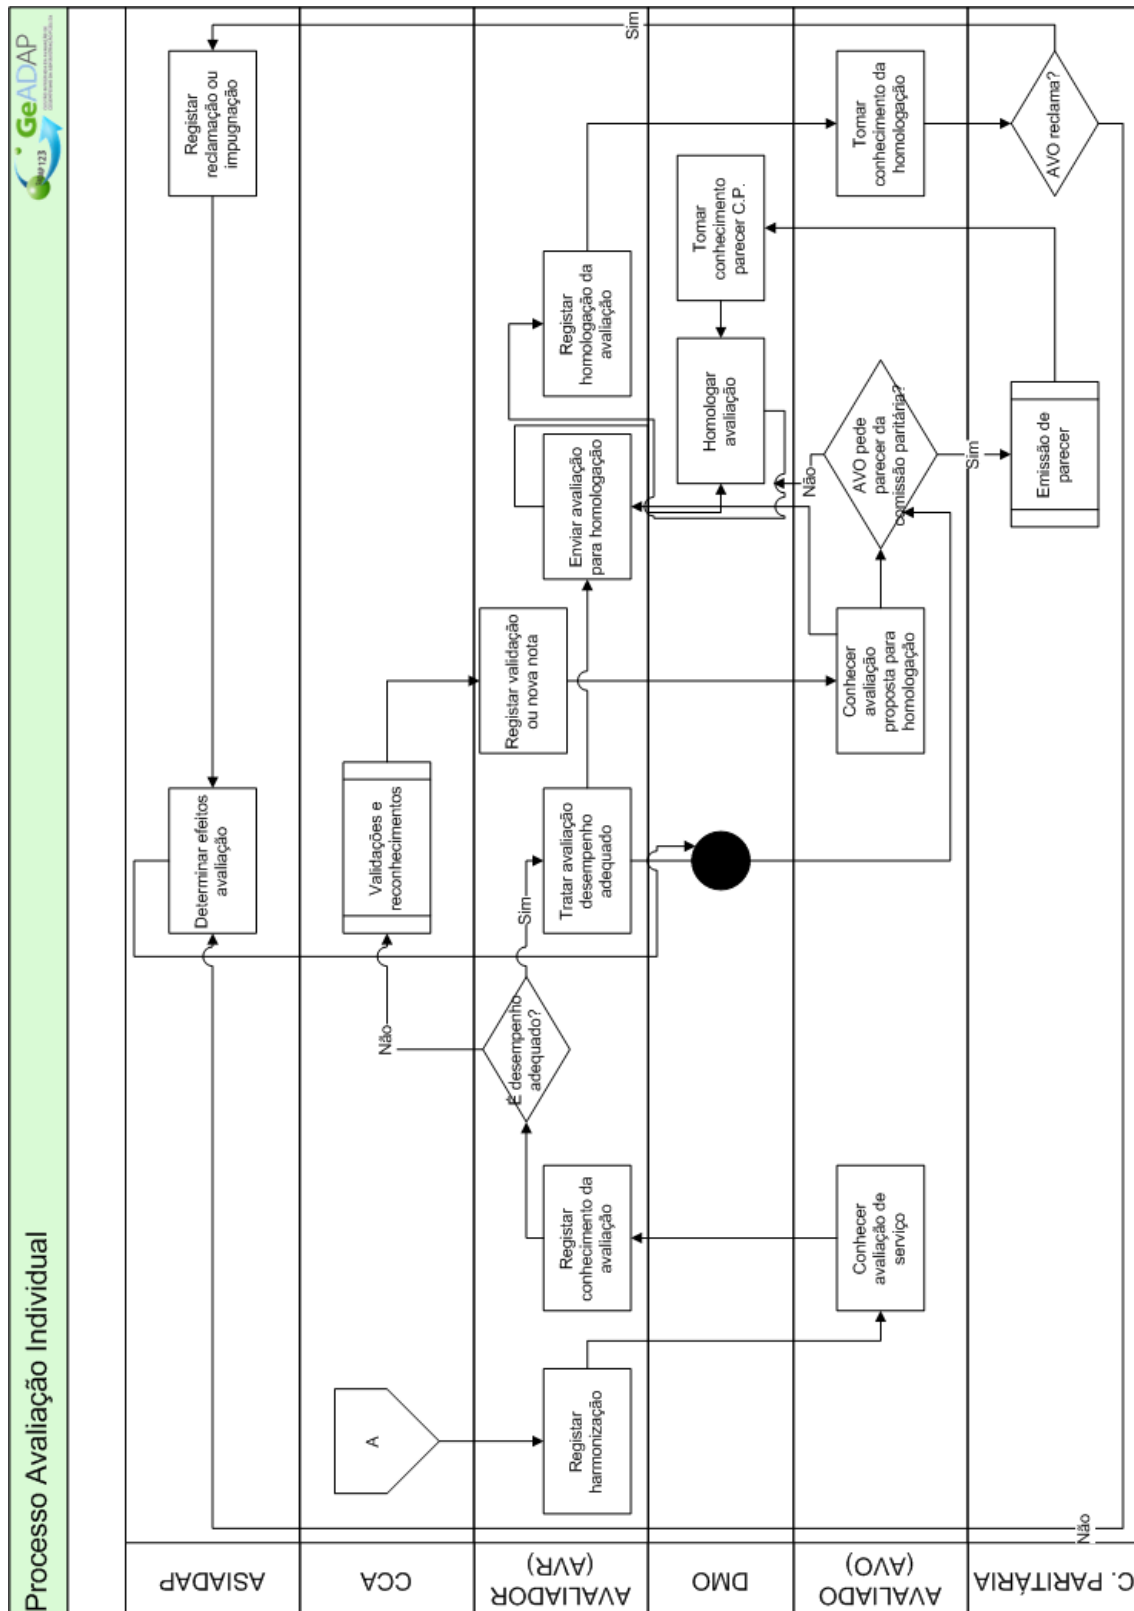 Processo Avaliação Individual
GeADAP
ASIADAP
Determinar efeitos
avaliação
Registar
reclamação ou
impugnação
CCA
A
Não
Validações e
reconhecimentos
AVALIADOR
(AVR)
Registar
harmonização
Registar
conhecimento da
avaliação
É desempenho
adequado?
Sim
Tratar avaliação
desempenho
adequado
Registar validação
ou nova nota
Enviar avaliação
para homologação
Registar
homologação da
avaliação
DMO
Homologar
avaliação
Tomar
conhecimento
parecer C.P.
AVALIADO
(AVO)
Conhecer
avaliação de
serviço
Conhecer
avaliação
proposta para
homologação
Não
AVO pede
parecer da
comissão paritária?
Tomar
conhecimento da
homologação
C. PARITÁRIA
Não
Sim
Emissão de
parecer
AVO reclama?
Sim